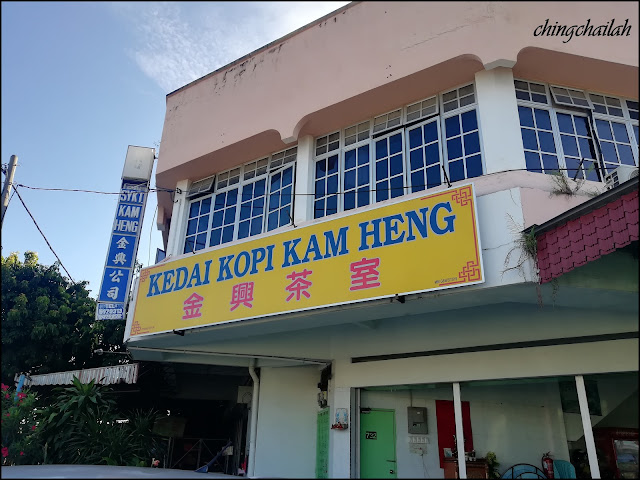 chingchailah
SYKT
KAM
HENG
金
興
公
司
KEDAI KOPI KAM HENG
金興茶室